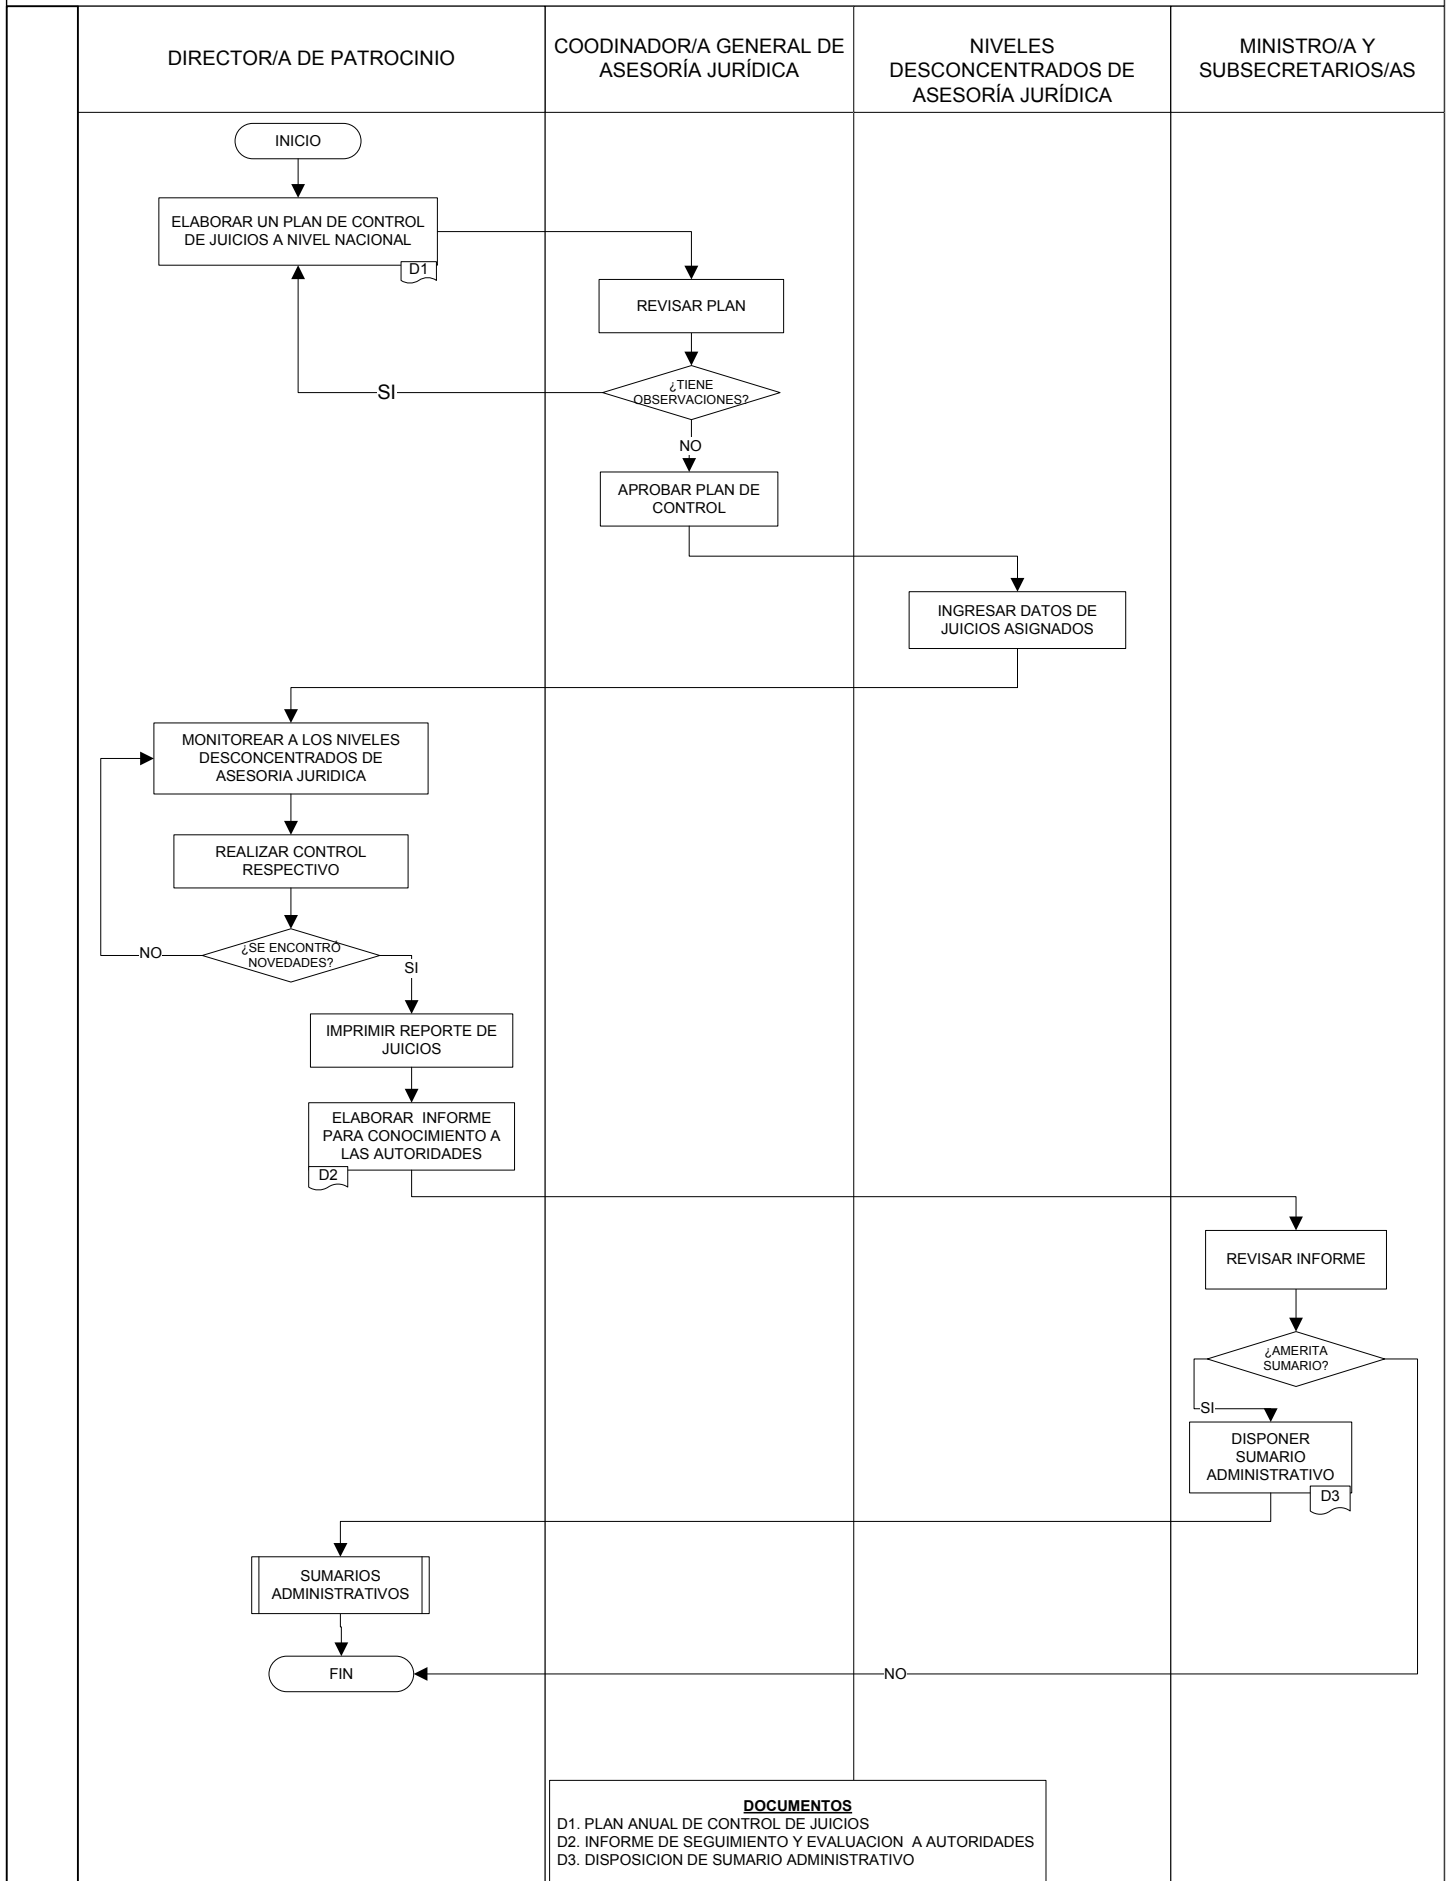 DIRECTOR/A DE PATROCINIO
COODINADOR/A GENERAL DE
ASESORÍA JURÍDICA
NIVELES
DESCONCENTRADOS DE
ASESORÍA JURÍDICA
MINISTRO/A Y
SUBSECRETARIOS/AS
INICIO
ELABORAR UN PLAN DE CONTROL
DE JUICIOS A NIVEL NACIONAL
D1
REVISAR PLAN
¿TIENE
OBSERVACIONES?
SI
NO
APROBAR PLAN DE
CONTROL
INGRESAR DATOS DE
JUICIOS ASIGNADOS
MONITOREAR A LOS NIVELES
DESCONCENTRADOS DE
ASESORIA JURIDICA
REALIZAR CONTROL
RESPECTIVO
¿SE ENCONTRÓ
NOVEDADES?
NO
SI
IMPRIMIR REPORTE DE
JUICIOS
ELABORAR INFORME
PARA CONOCIMIENTO A
LAS AUTORIDADES
D2
REVISAR INFORME
¿AMERITA
SUMARIO?
SI
DISPONER
SUMARIO
ADMINISTRATIVO
D3
SUMARIOS
ADMINISTRATIVOS
FIN
NO
DOCUMENTOS
D1. PLAN ANUAL DE CONTROL DE JUICIOS
D2. INFORME DE SEGUIMIENTO Y EVALUACION A AUTORIDADES
D3. DISPOSICION DE SUMARIO ADMINISTRATIVO